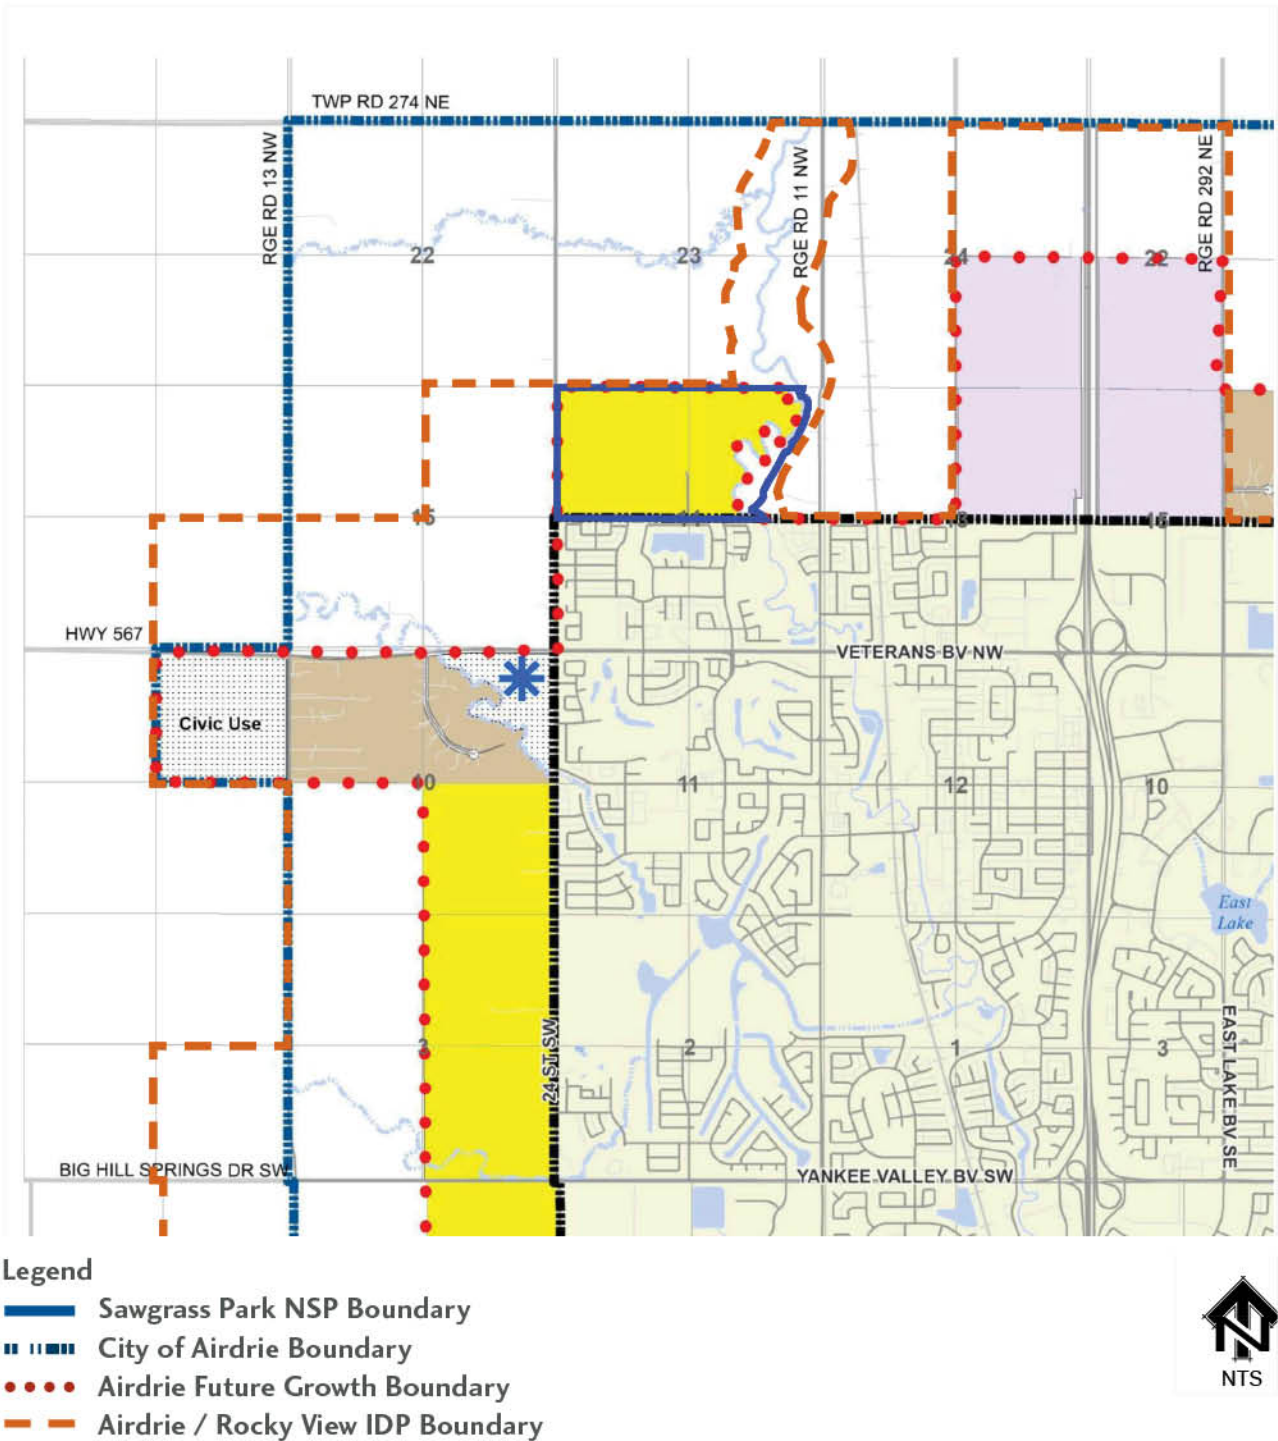 TWP RD 274 NE
RGE RD 13 NW
RGE RD 11 NW
RGE RD 292 NE
22
23
24
22
15
14
13
15
HWY 567
VETERANS BV NW
Civic Use
10
11
12
10
East
Lake
24 ST SW
EAST LAKE BV SE
3
2
1
3
BIG HILL SPRINGS DR SW
YANKEE VALLEY BV SW
Legend
Sawgrass Park NSP Boundary
City of Airdrie Boundary
Airdrie Future Growth Boundary
Airdrie / Rocky View IDP Boundary
N
NTS